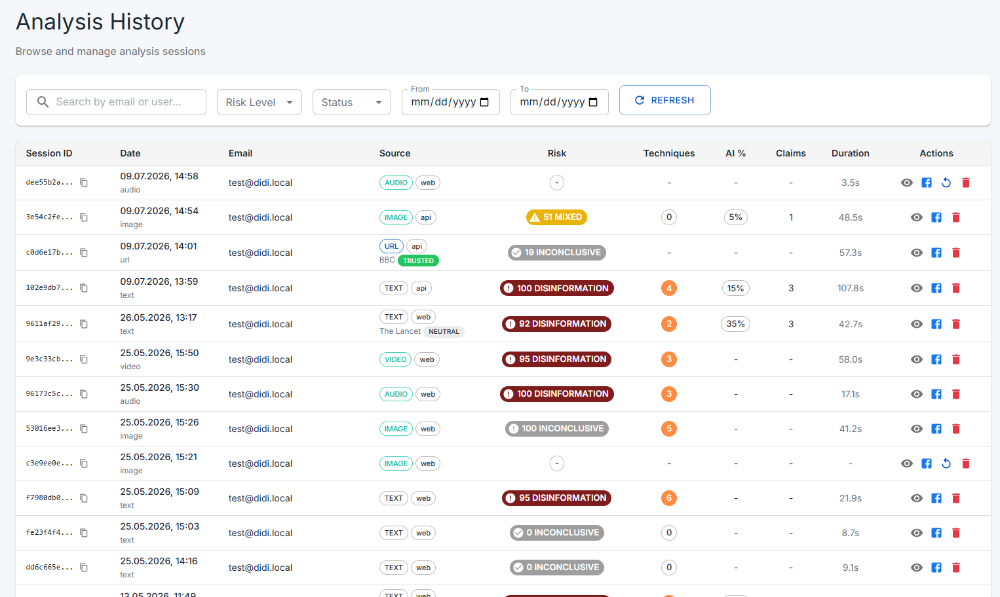 Analysis History
Browse and manage analysis sessions
Search by email or user...
Risk Level
Status
From
mm/dd/yyyy
To
mm/dd/yyyy
REFRESH
Session ID Date Email Source Risk Techniques AI % Claims Duration Actions
dee55b2a... 09.07.2026, 14:58 test@didi.local AUDIO web - - - - 3.5s
audio
3e54c2fe... 09.07.2026, 14:54 test@didi.local IMAGE api 51 MIXED 0 5% 1 48.5s
image
c0d6e17b... 09.07.2026, 14:01 test@didi.local URL api 19 INCONCLUSIVE - - - 57.3s
url BBC TRUSTED
102e9db7... 09.07.2026, 13:59 test@didi.local TEXT api 100 DISINFORMATION 4 15% 3 107.8s
text
9611af29... 26.05.2026, 13:17 test@didi.local TEXT web 92 DISINFORMATION 2 35% 3 42.7s
text The Lancet NEUTRAL
9e3c33cb... 25.05.2026, 15:50 test@didi.local VIDEO web 95 DISINFORMATION 3 - - 58.0s
video
96173c5c... 25.05.2026, 15:30 test@didi.local AUDIO web 100 DISINFORMATION 3 - - 17.1s
audio
53016ee3... 25.05.2026, 15:26 test@didi.local IMAGE web 100 INCONCLUSIVE 5 - - 41.2s
image
c3e9ee0e... 25.05.2026, 15:21 test@didi.local IMAGE web - - - - -
image
f7980db0... 25.05.2026, 15:09 test@didi.local TEXT web 95 DISINFORMATION 6 - - 21.9s
text
fe23f4f4... 25.05.2026, 15:03 test@didi.local TEXT web 0 INCONCLUSIVE 0 - - 8.7s
text
dd6c665e... 25.05.2026, 14:16 test@didi.local TEXT web 0 INCONCLUSIVE 0 - - 9.1s
text
13.05.2026, 11:49 TEXT web